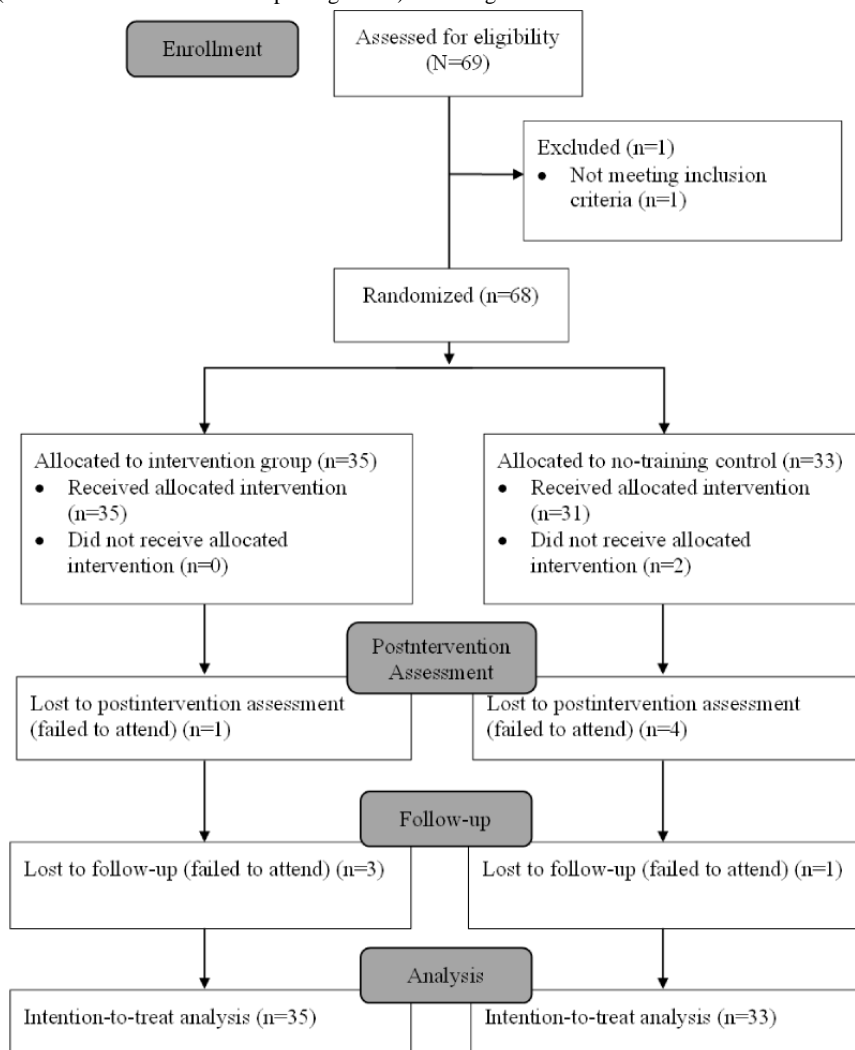 Enrollment
Assessed for eligibility
(N=69)
Excluded (n=1)
• Not meeting inclusion
criteria (n=1)
Randomized (n=68)
Allocated to intervention group (n=35)
• Received allocated intervention
(n=35)
• Did not receive allocated
intervention (n=0)
Allocated to no-training control (n=33)
• Received allocated intervention
(n=31)
• Did not receive allocated
intervention (n=2)
Postntervention
Assessment
Lost to postintervention assessment
(failed to attend) (n=1)
Lost to postintervention assessment
(failed to attend) (n=4)
Follow-up
Lost to follow-up (failed to attend) (n=3)
Lost to follow-up (failed to attend) (n=1)
Analysis
Intention-to-treat analysis (n=35)
Intention-to-treat analysis (n=33)